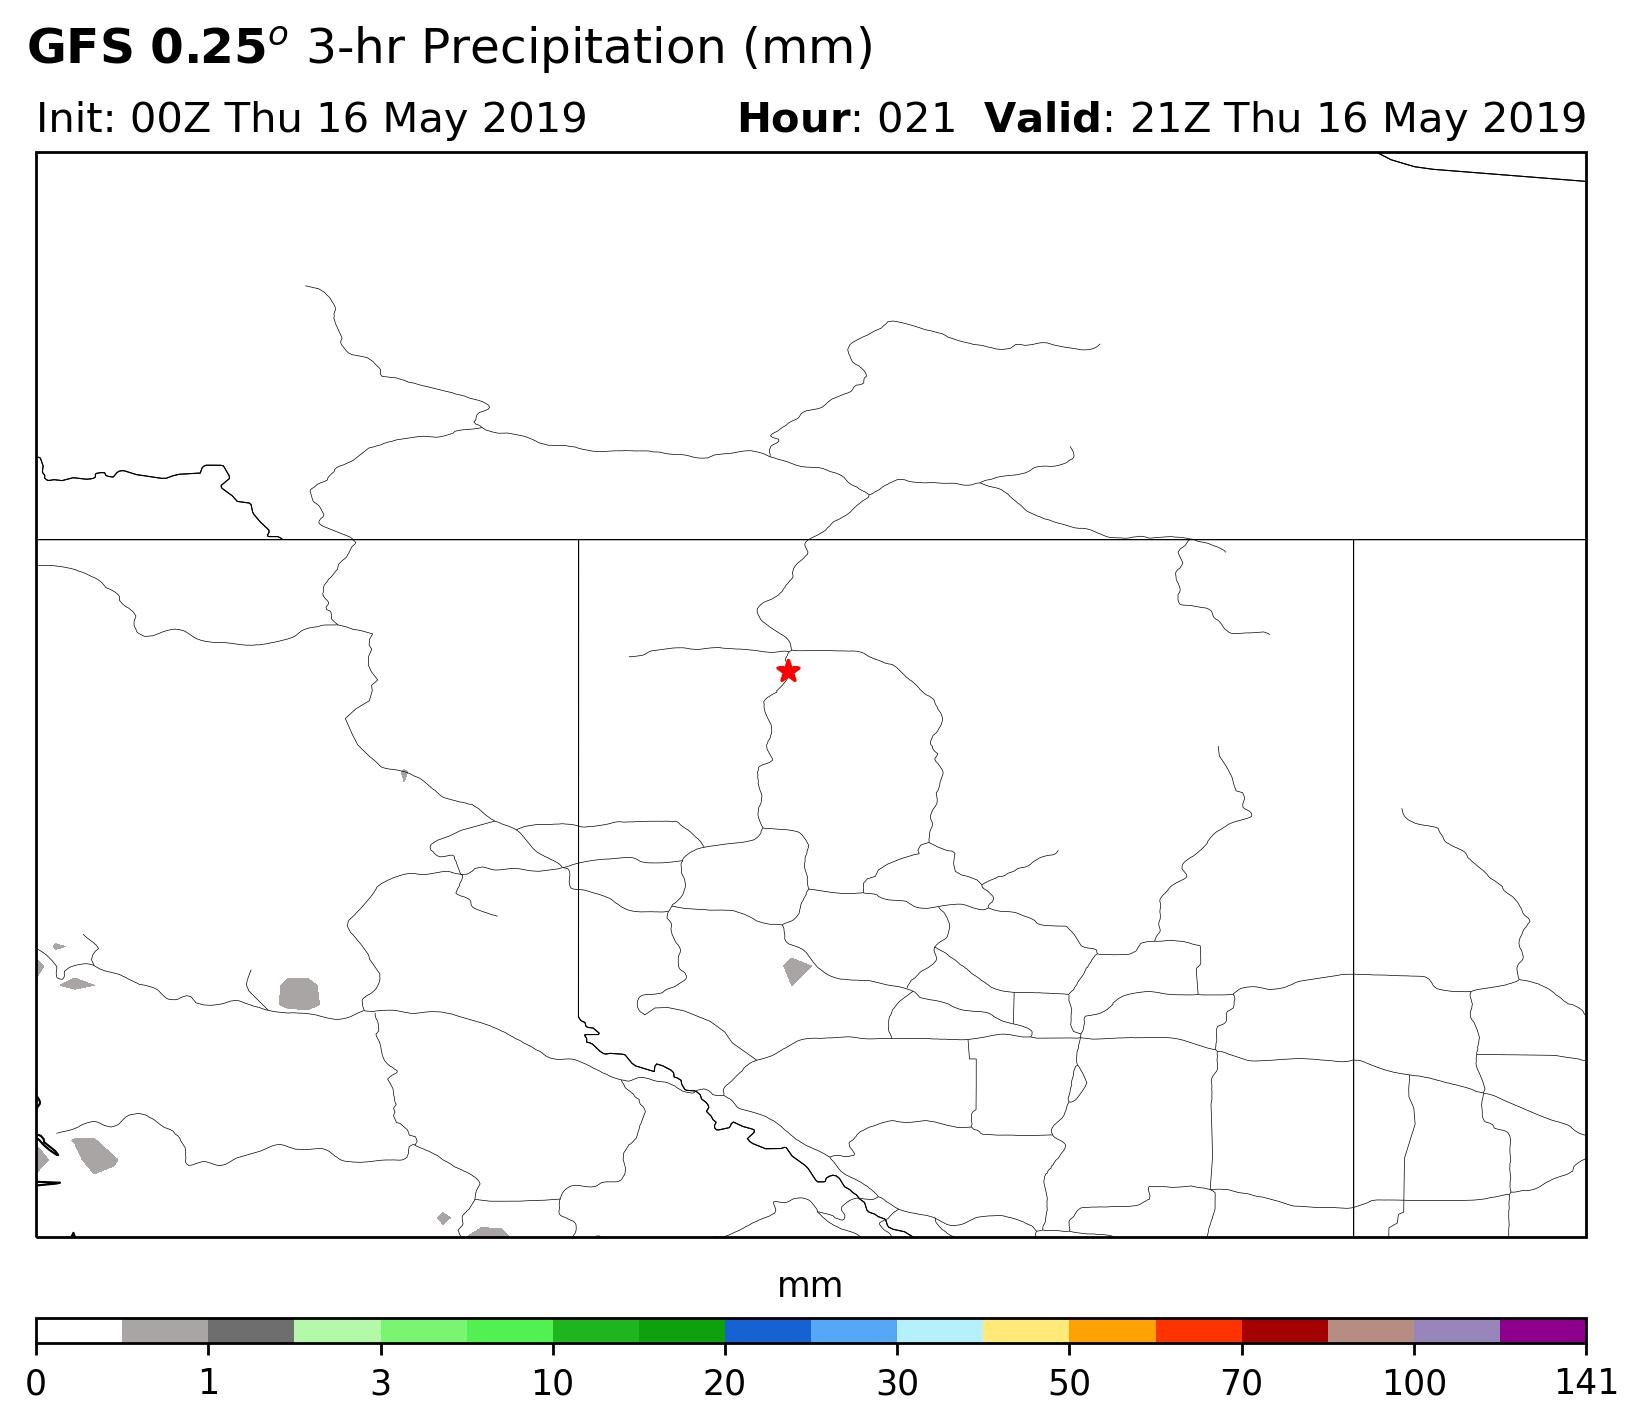 GFS 0.25° 3-hr Precipitation (mm)
Init: 00Z Thu 16 May 2019 Hour: 021 Valid: 21Z Thu 16 May 2019
mm
0 1 3 10 20 30 50 70 100 141